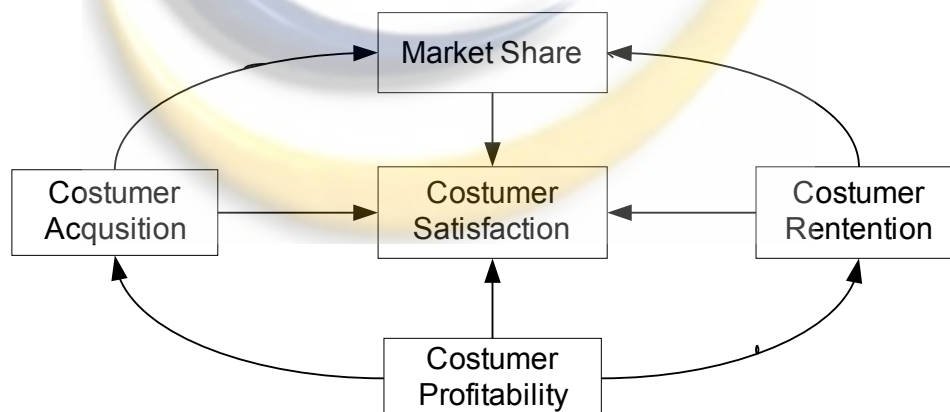 Market Share
Costumer
Acqusition
Costumer
Satisfaction
Costumer
Rentention
Costumer
Profitability